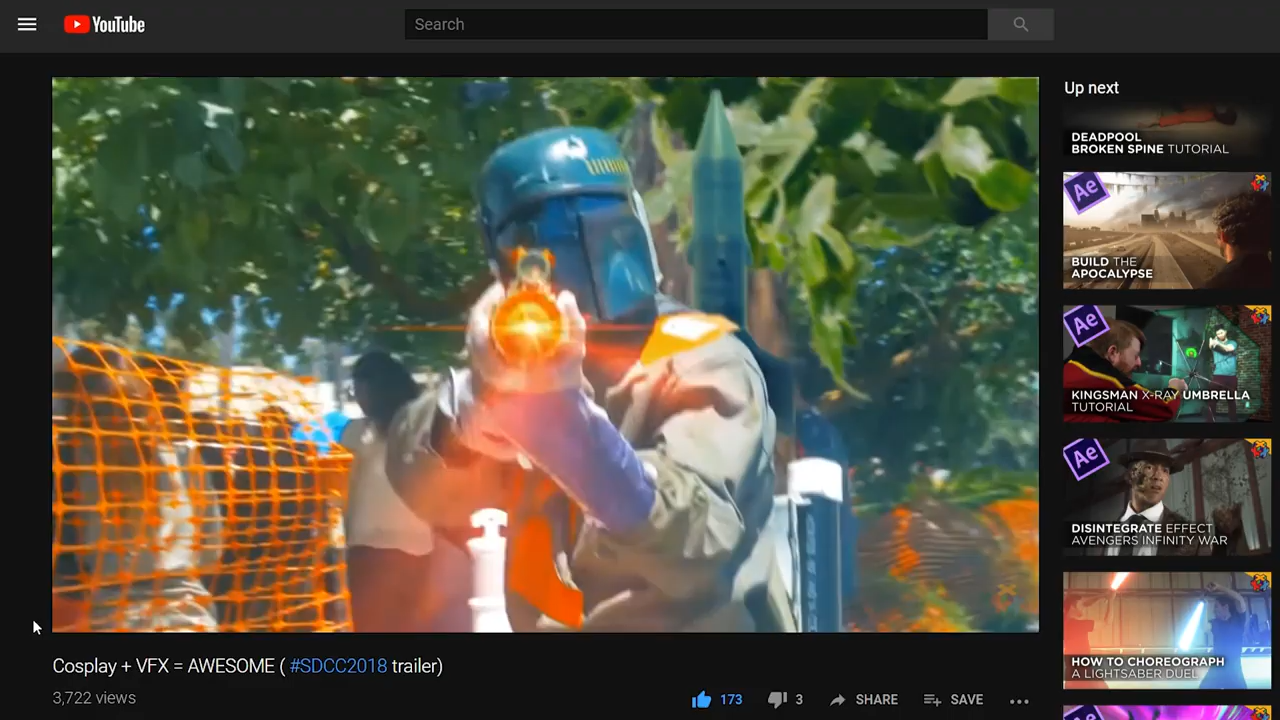 YouTube
Search
Up next
DEADPOOL
BROKEN SPINE TUTORIAL
Ae
BUILD THE
APOCALYPSE
Ae
KINGSMAN X-RAY UMBRELLA
TUTORIAL
Ae
DISINTEGRATE EFFECT
AVENGERS INFINITY WAR
HOW TO CHOREOGRAPH
A LIGHTSABER DUEL
Ae
Cosplay + VFX = AWESOME ( #SDCC2018 trailer)
3,722 views
173
3
SHARE
SAVE